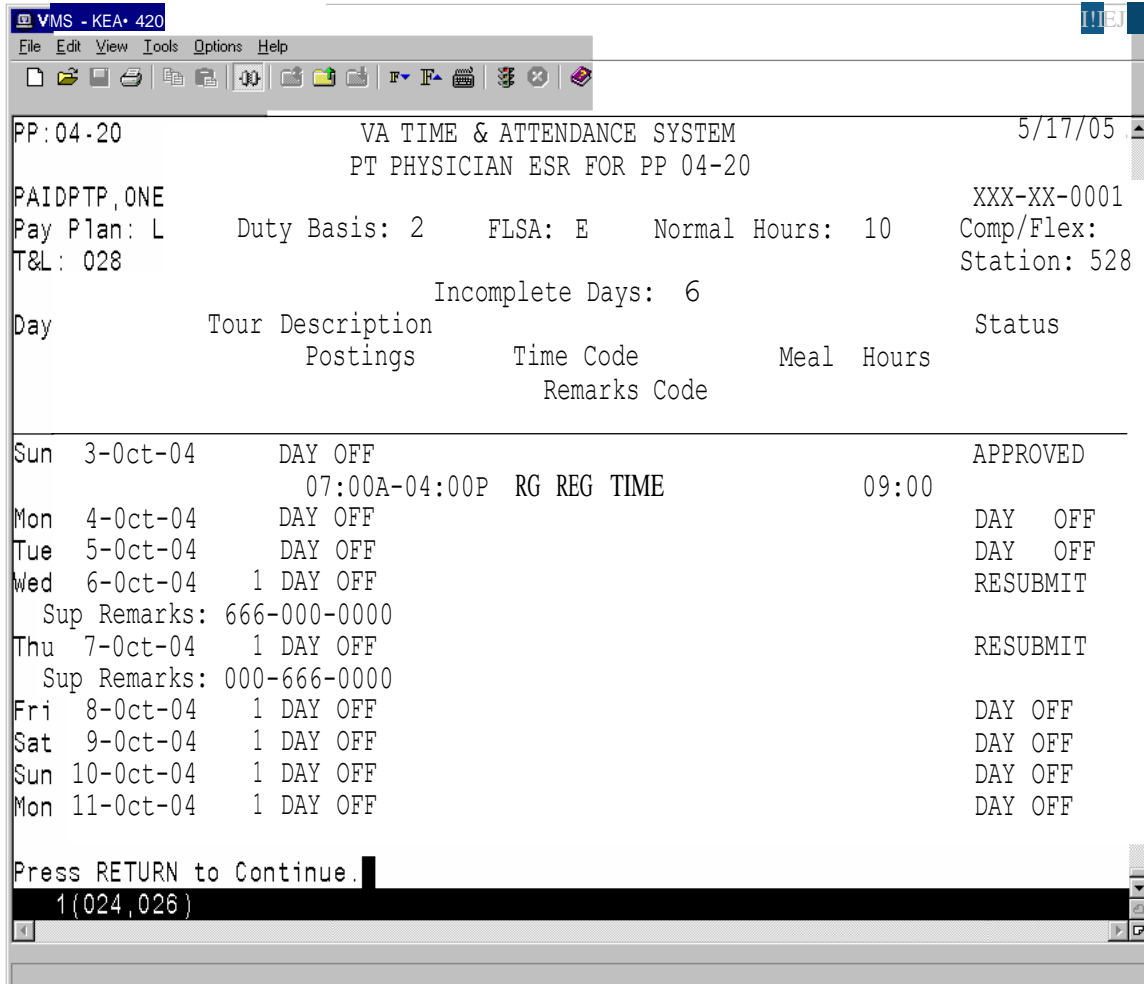 VMS - KEA• 420 I!IEJ
File Edit View Tools Options Help
PP:04-20 VA TIME & ATTENDANCE SYSTEM 5/17/05
PT PHYSICIAN ESR FOR PP 04-20
PAIDPTP,ONE XXX-XX-0001
Pay Plan: L Duty Basis: 2 FLSA: E Normal Hours: 10 Comp/Flex:
T&L: 028 Station: 528
Incomplete Days: 6
Day Tour Description Status
Postings Time Code Meal Hours
Remarks Code
Sun 3-Oct-04 DAY OFF APPROVED
07:00A-04:00P RG REG TIME 09:00
Mon 4-Oct-04 DAY OFF DAY OFF
Tue 5-Oct-04 DAY OFF DAY OFF
Wed 6-Oct-04 1 DAY OFF RESUBMIT
Sup Remarks: 666-000-0000
Thu 7-Oct-04 1 DAY OFF RESUBMIT
Sup Remarks: 000-666-0000
Fri 8-Oct-04 1 DAY OFF DAY OFF
Sat 9-Oct-04 1 DAY OFF DAY OFF
Sun 10-Oct-04 1 DAY OFF DAY OFF
Mon 11-Oct-04 1 DAY OFF DAY OFF
Press RETURN to Continue.
1(024,026)